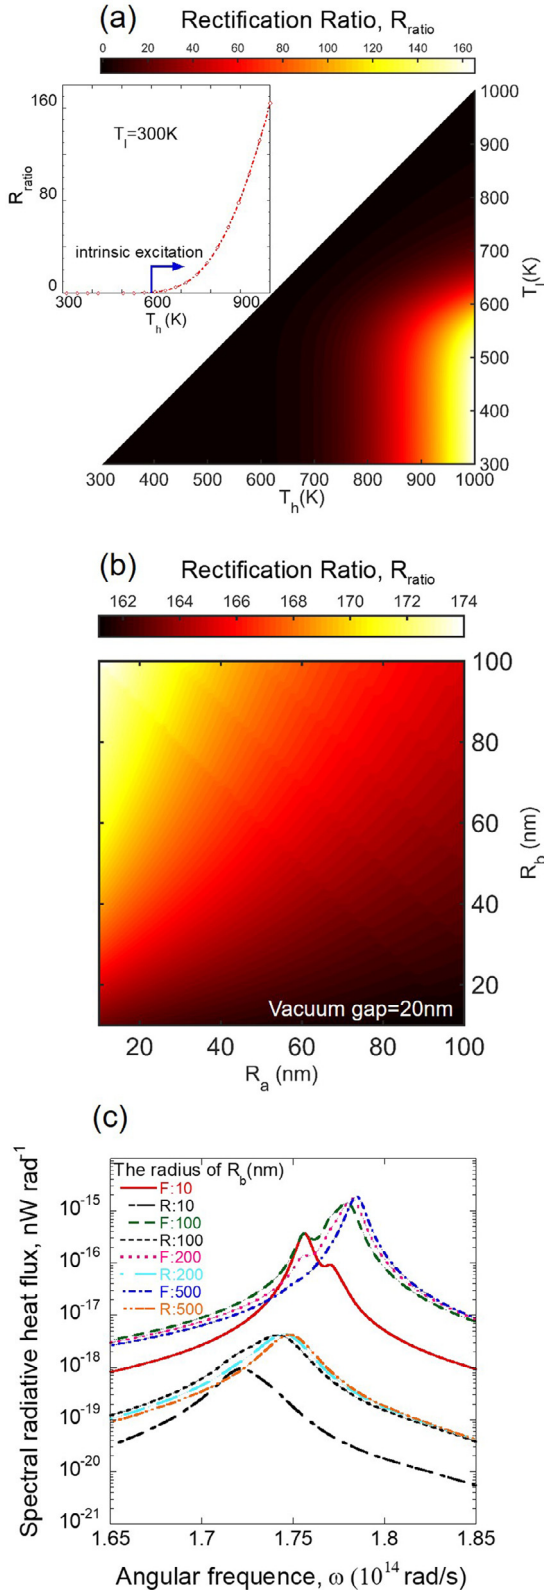 (a) Rectification Ratio, R_ratio
0 20 40 60 80 100 120 140 160
160
T_l=300K
80
R_ratio
intrinsic excitation
0
300 600 900
T_h(K)
1000
900
800
700
600
500
400
300
T_l(K)
300 400 500 600 700 800 900 1000
T_h(K)
(b) Rectification Ratio, R_ratio
162 164 166 168 170 172 174
100
80
60
40
20
R_b (nm)
Vacuum gap=20nm
20 40 60 80 100
R_a (nm)
(c)
The radius of R_b(nm)
F:10
R:10
F:100
R:100
F:200
R:200
F:500
R:500
10^-15
10^-16
10^-17
10^-18
10^-19
10^-20
10^-21
Spectral radiative heat flux, nW rad^-1
1.65 1.7 1.75 1.8 1.85
Angular frequence, ω (10^14 rad/s)